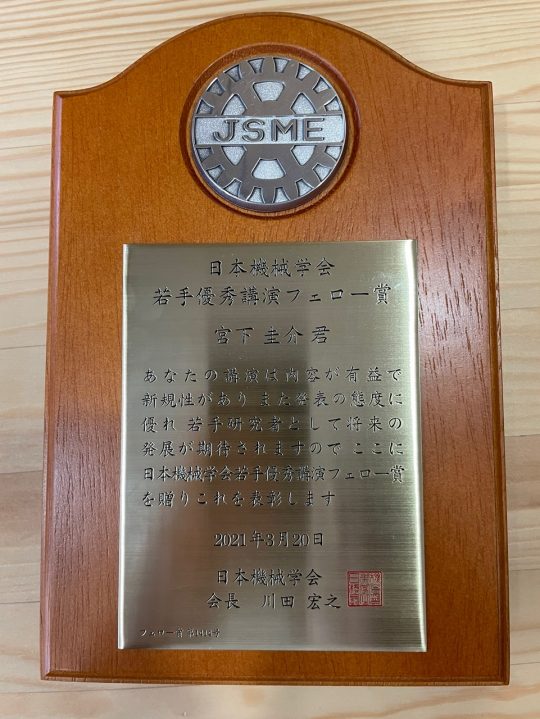 JSME
日本機械学会
若手優秀講演フェロー賞
宮下 圭介 君
あなたの講演は内容が有益で
新規性があり また発表の態度に
優れ 若手研究者として将来の
発展が期待されますので ここに
日本機械学会若手優秀講演フェロー賞
を贈りこれを表彰します
2021年3月20日
日本機械学会
会長 川田 宏之
フェロー賞 第